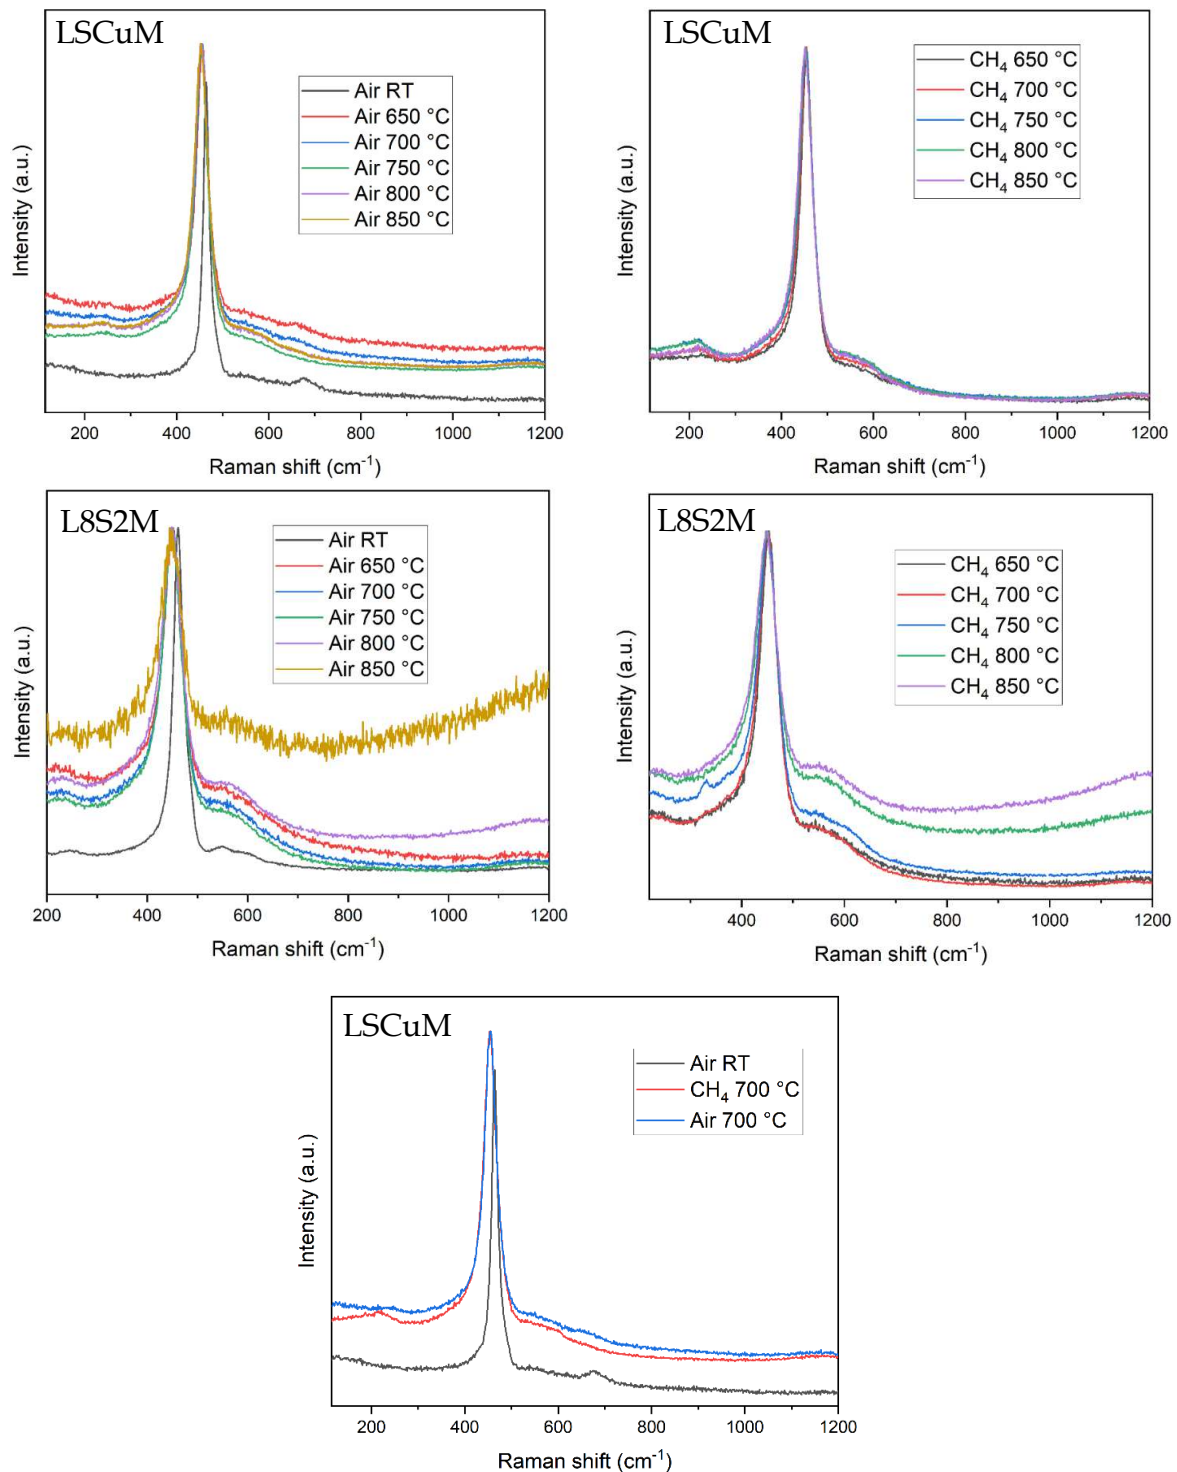 LSCuM
Air RT
Air 650 °C
Air 700 °C
Air 750 °C
Air 800 °C
Air 850 °C
Intensity (a.u.)
200 400 600 800 1000 1200
Raman shift (cm⁻¹)
LSCuM
CH₄ 650 °C
CH₄ 700 °C
CH₄ 750 °C
CH₄ 800 °C
CH₄ 850 °C
Intensity (a.u.)
200 400 600 800 1000 1200
Raman shift (cm⁻¹)
L8S2M
Air RT
Air 650 °C
Air 700 °C
Air 750 °C
Air 800 °C
Air 850 °C
Intensity (a.u.)
200 400 600 800 1000 1200
Raman shift (cm⁻¹)
L8S2M
CH₄ 650 °C
CH₄ 700 °C
CH₄ 750 °C
CH₄ 800 °C
CH₄ 850 °C
Intensity (a.u.)
400 600 800 1000 1200
Raman shift (cm⁻¹)
LSCuM
Air RT
CH₄ 700 °C
Air 700 °C
Intensity (a.u.)
200 400 600 800 1000 1200
Raman shift (cm⁻¹)